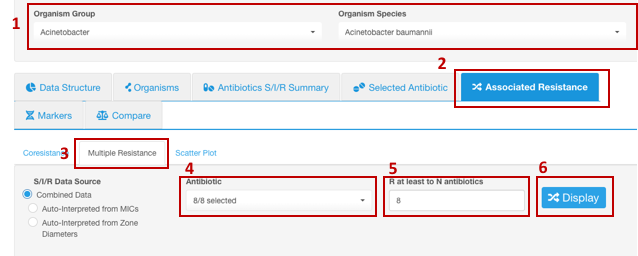 1
Organism Group
Organism Species
Acinetobacter
Acinetobacter baumannii
2
Data Structure
Organisms
Antibiotics S/I/R Summary
Selected Antibiotic
Associated Resistance
Markers
Compare
3
Coresistance
Multiple Resistance
Scatter Plot
4
5
6
S/I/R Data Source
Antibiotic
R at least to N antibiotics
Combined Data
8/8 selected
8
Display
Auto-Interpreted from MICs
Auto-Interpreted from Zone
Diameters